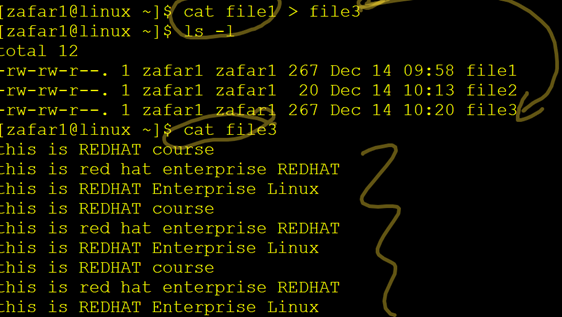 [zafar1@linux ~]$ cat file1 > file3
[zafar1@linux ~]$ ls -l
total 12
-rw-rw-r--. 1 zafar1 zafar1 267 Dec 14 09:58 file1
-rw-rw-r--. 1 zafar1 zafar1  20 Dec 14 10:13 file2
-rw-rw-r--. 1 zafar1 zafar1 267 Dec 14 10:20 file3
[zafar1@linux ~]$ cat file3
this is REDHAT course
this is red hat enterprise REDHAT
this is REDHAT Enterprise Linux
this is REDHAT course
this is red hat enterprise REDHAT
this is REDHAT Enterprise Linux
this is REDHAT course
this is red hat enterprise REDHAT
this is REDHAT Enterprise Linux